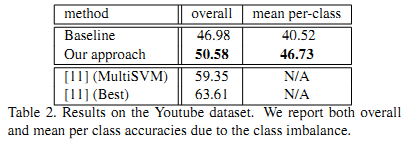 method overall mean per-class
Baseline 46.98 40.52
Our approach 50.58 46.73
[11] (MultiSVM) 59.35 N/A
[11] (Best) 63.61 N/A
Table 2. Results on the Youtube dataset. We report both overall
and mean per class accuracies due to the class imbalance.